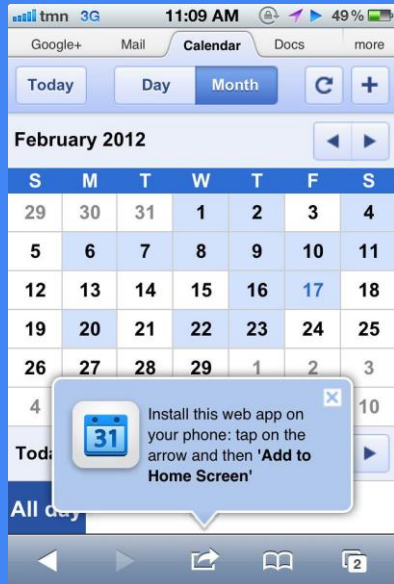 tmn 3G 11:09 AM 49%
Google+ Mail Calendar Docs more
Today Day Month
February 2012
S M T W T F S
29 30 31 1 2 3 4
5 6 7 8 9 10 11
12 13 14 15 16 17 18
19 20 21 22 23 24 25
26 27 28 29 1 2 3
4 10
31
Install this web app on
your phone: tap on the
arrow and then 'Add to
Home Screen'
All day
2